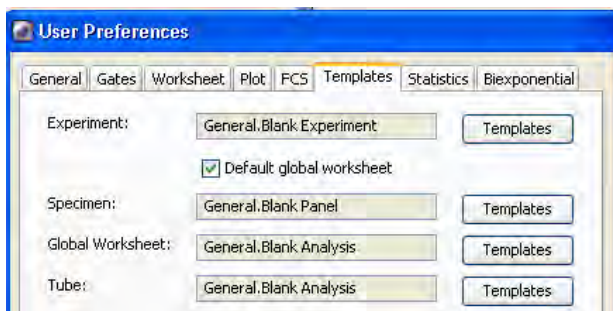 User Preferences
General Gates Worksheet Plot FCS Templates Statistics Biexponential
Experiment: General.Blank Experiment Templates
Default global worksheet
Specimen: General.Blank Panel Templates
Global Worksheet: General.Blank Analysis Templates
Tube: General.Blank Analysis Templates